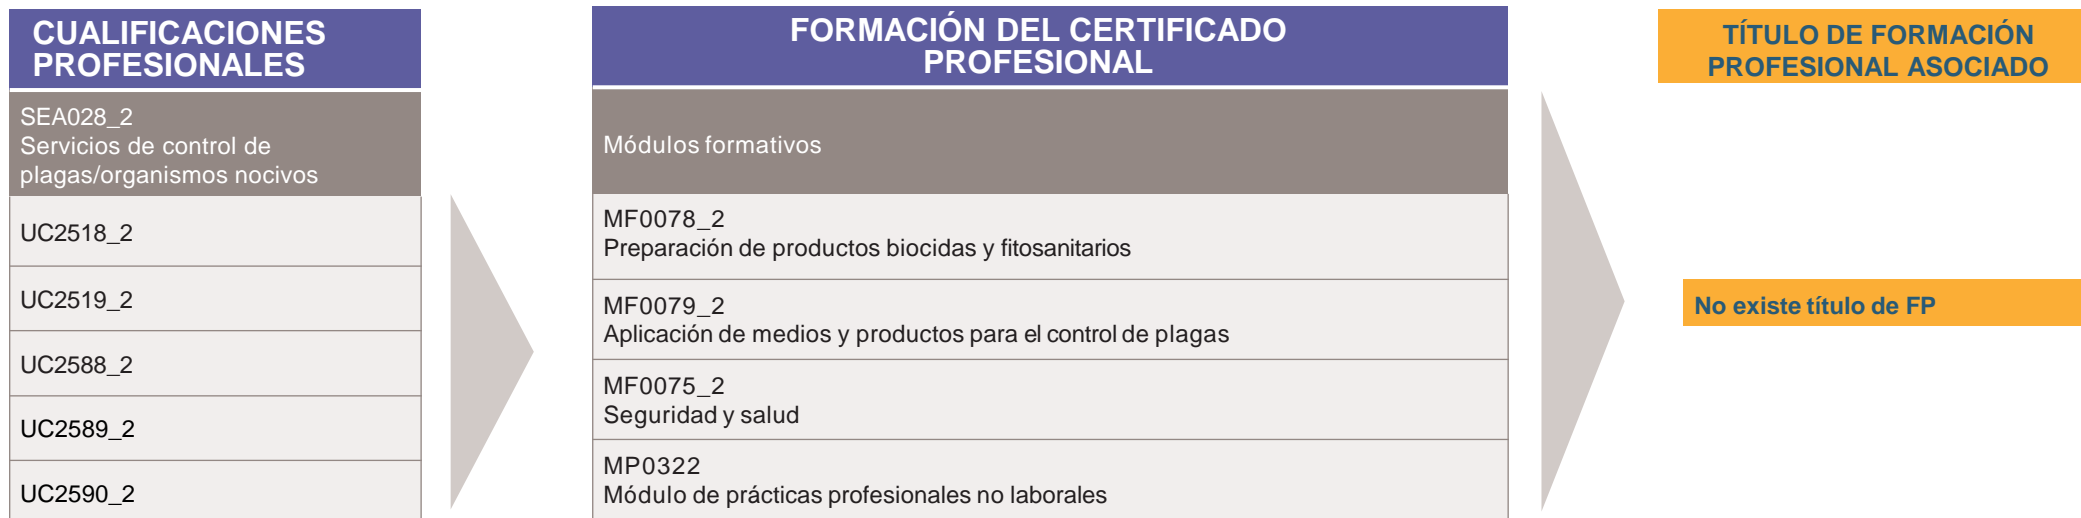 CUALIFICACIONES
PROFESIONALES
SEA028_2
Servicios de control de
plagas/organismos nocivos
UC2518_2
UC2519_2
UC2588_2
UC2589_2
UC2590_2
FORMACIÓN DEL CERTIFICADO
PROFESIONAL
Módulos formativos
MF0078_2
Preparación de productos biocidas y fitosanitarios
MF0079_2
Aplicación de medios y productos para el control de plagas
MF0075_2
Seguridad y salud
MP0322
Módulo de prácticas profesionales no laborales
TÍTULO DE FORMACIÓN
PROFESIONAL ASOCIADO
No existe título de FP